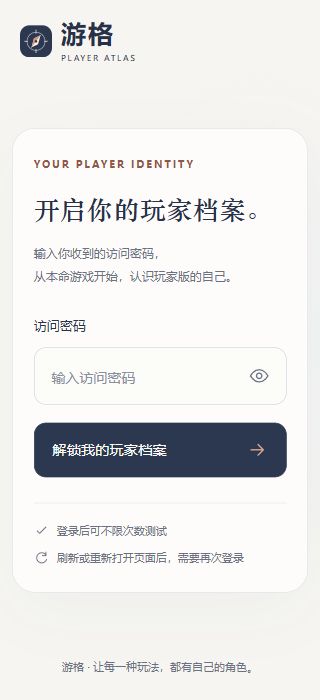 游格
PLAYER ATLAS
YOUR PLAYER IDENTITY
开启你的玩家档案。
输入你收到的访问密码，
从本命游戏开始，认识玩家版的自己。
访问密码
输入访问密码
解锁我的玩家档案
登录后可不限次数测试
刷新或重新打开页面后，需要再次登录
游格 · 让每一种玩法，都有自己的角色。